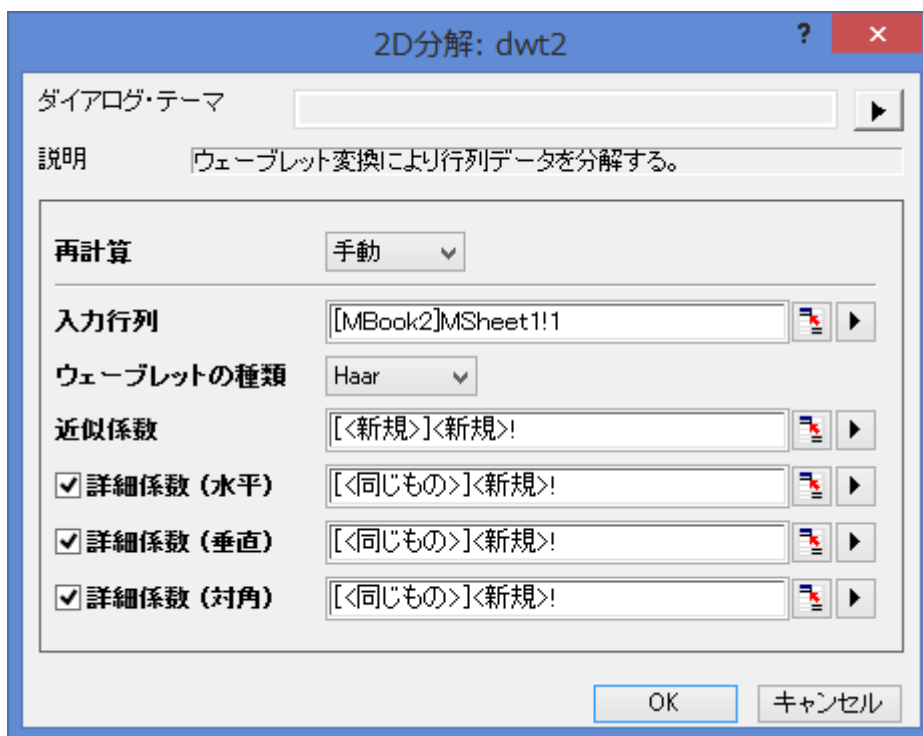 2D分解: dwt2
ダイアログ・テーマ
説明 ウェーブレット変換により行列データを分解する。
再計算 手動
入力行列 [MBook2]MSheet1!1
ウェーブレットの種類 Haar
近似係数 [<新規>]<新規>!
詳細係数 (水平) [<同じもの>]<新規>!
詳細係数 (垂直) [<同じもの>]<新規>!
詳細係数 (対角) [<同じもの>]<新規>!
OK キャンセル